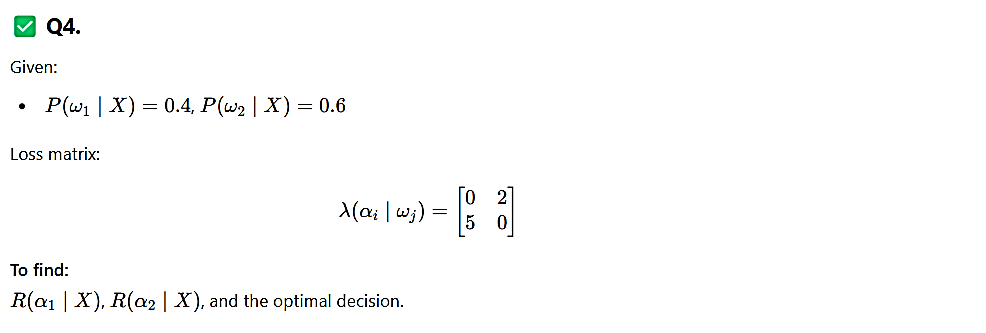 ✅ Q4.
Given:
• P(ω₁ | X) = 0.4, P(ω₂ | X) = 0.6
Loss matrix:
λ(αᵢ | ωⱼ) = [0 2
5 0]
To find:
R(α₁ | X), R(α₂ | X), and the optimal decision.